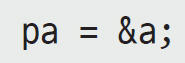 pa = &a;